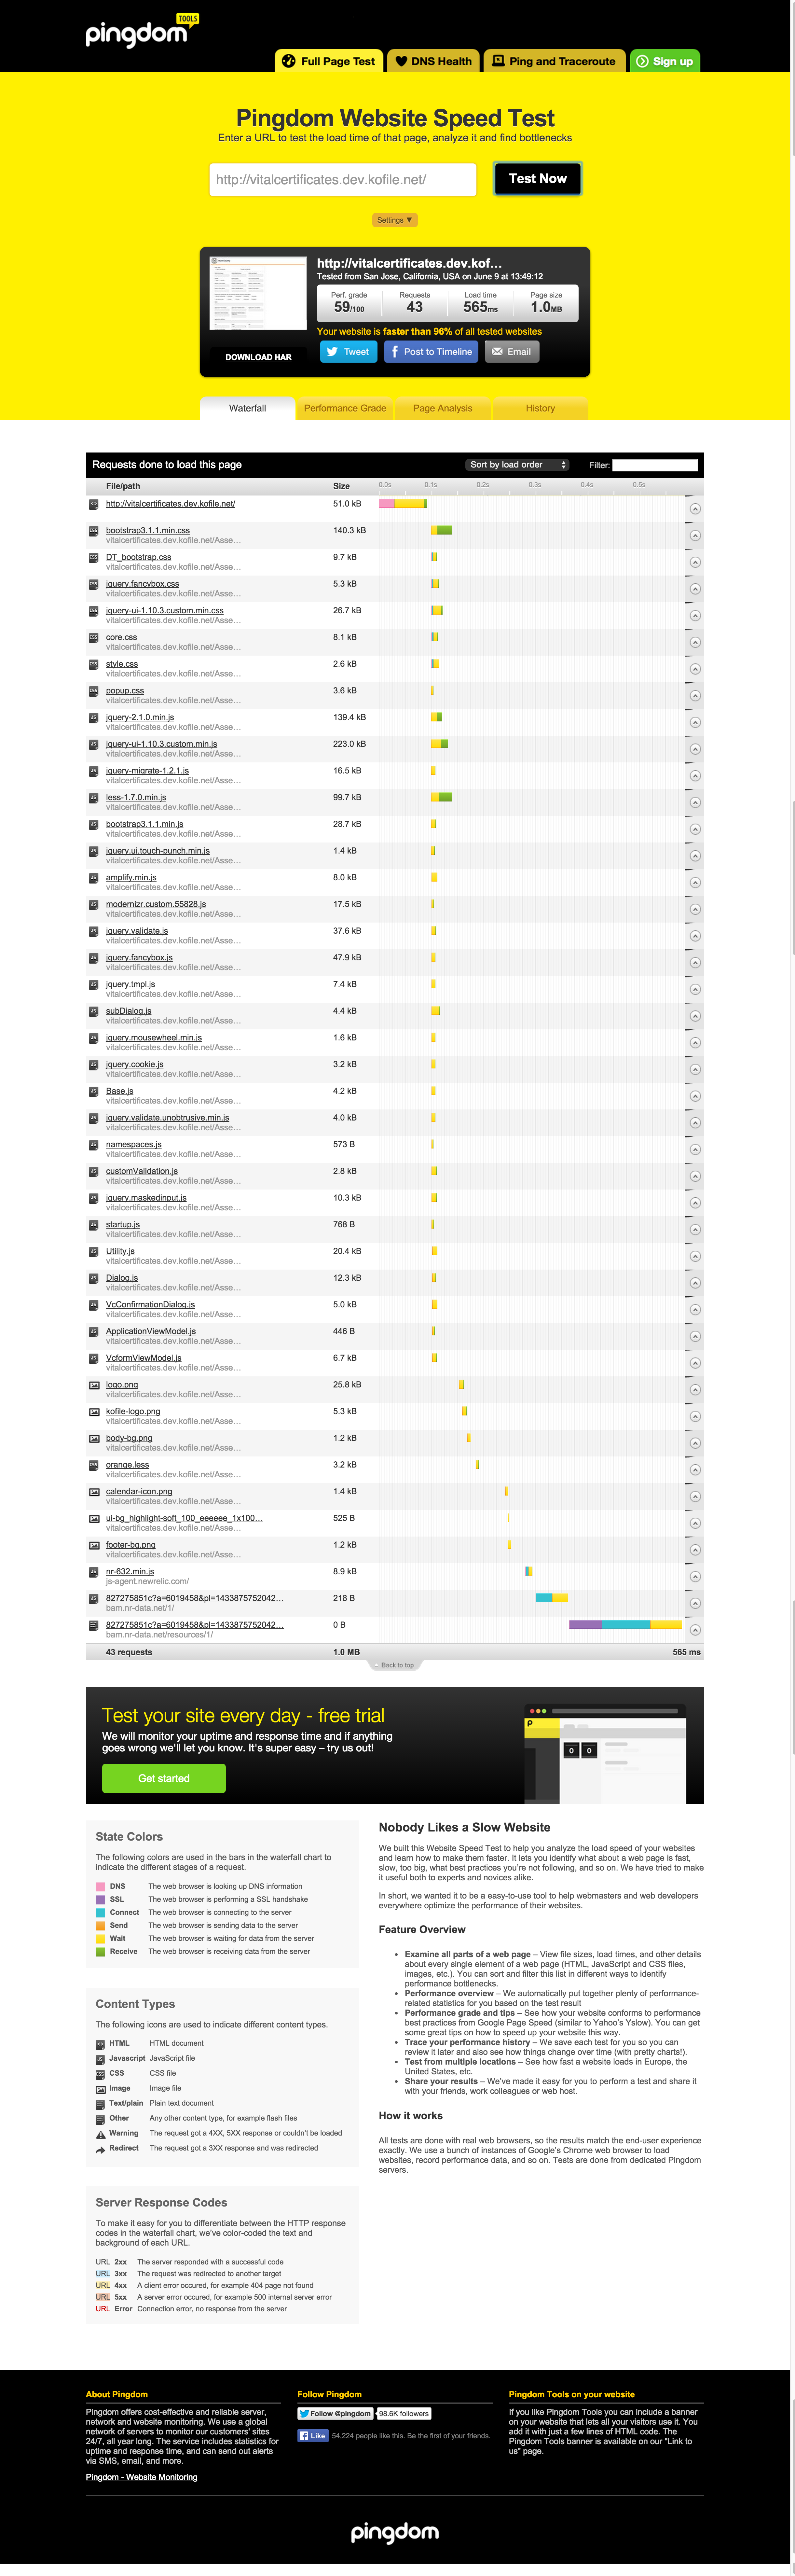 pingdom TOOLS
Full Page Test
DNS Health
Ping and Traceroute
Sign up
Pingdom Website Speed Test
Enter a URL to test the load time of that page, analyze it and find bottlenecks
http://vitalcertificates.dev.kofile.net/
Test Now
Settings ▼
http://vitalcertificates.dev.kof...
Tested from San Jose, California, USA on June 9 at 13:49:12
Perf. grade Requests Load time Page size
59/100 43 565ms 1.0MB
Your website is faster than 96% of all tested websites
DOWNLOAD HAR
Tweet
Post to Timeline
Email
Waterfall
Performance Grade
Page Analysis
History
Requests done to load this page
Sort by load order
Filter:
File/path Size 0.0s 0.1s 0.2s 0.3s 0.4s 0.5s
http://vitalcertificates.dev.kofile.net/ 51.0 kB
bootstrap3.1.1.min.css 140.3 kB
vitalcertificates.dev.kofile.net/Asse...
DT_bootstrap.css 9.7 kB
vitalcertificates.dev.kofile.net/Asse...
jquery.fancybox.css 5.3 kB
vitalcertificates.dev.kofile.net/Asse...
jquery-ui-1.10.3.custom.min.css 26.7 kB
vitalcertificates.dev.kofile.net/Asse...
core.css 8.1 kB
vitalcertificates.dev.kofile.net/Asse...
style.css 2.6 kB
vitalcertificates.dev.kofile.net/Asse...
popup.css 3.6 kB
vitalcertificates.dev.kofile.net/Asse...
jquery-2.1.0.min.js 139.4 kB
vitalcertificates.dev.kofile.net/Asse...
jquery-ui-1.10.3.custom.min.js 223.0 kB
vitalcertificates.dev.kofile.net/Asse...
jquery-migrate-1.2.1.js 16.5 kB
vitalcertificates.dev.kofile.net/Asse...
less-1.7.0.min.js 99.7 kB
vitalcertificates.dev.kofile.net/Asse...
bootstrap3.1.1.min.js 28.7 kB
vitalcertificates.dev.kofile.net/Asse...
jquery.ui.touch-punch.min.js 1.4 kB
vitalcertificates.dev.kofile.net/Asse...
amplify.min.js 8.0 kB
vitalcertificates.dev.kofile.net/Asse...
modernizr.custom.55828.js 17.5 kB
vitalcertificates.dev.kofile.net/Asse...
jquery.validate.js 37.6 kB
vitalcertificates.dev.kofile.net/Asse...
jquery.fancybox.js 47.9 kB
vitalcertificates.dev.kofile.net/Asse...
jquery.tmpl.js 7.4 kB
vitalcertificates.dev.kofile.net/Asse...
subDialog.js 4.4 kB
vitalcertificates.dev.kofile.net/Asse...
jquery.mousewheel.min.js 1.6 kB
vitalcertificates.dev.kofile.net/Asse...
jquery.cookie.js 3.2 kB
vitalcertificates.dev.kofile.net/Asse...
Base.js 4.2 kB
vitalcertificates.dev.kofile.net/Asse...
jquery.validate.unobtrusive.min.js 4.0 kB
vitalcertificates.dev.kofile.net/Asse...
namespaces.js 573 B
vitalcertificates.dev.kofile.net/Asse...
customValidation.js 2.8 kB
vitalcertificates.dev.kofile.net/Asse...
jquery.maskedinput.js 10.3 kB
vitalcertificates.dev.kofile.net/Asse...
startup.js 768 B
vitalcertificates.dev.kofile.net/Asse...
Utility.js 20.4 kB
vitalcertificates.dev.kofile.net/Asse...
Dialog.js 12.3 kB
vitalcertificates.dev.kofile.net/Asse...
VcConfirmationDialog.js 5.0 kB
vitalcertificates.dev.kofile.net/Asse...
ApplicationViewModel.js 446 B
vitalcertificates.dev.kofile.net/Asse...
VcformViewModel.js 6.7 kB
vitalcertificates.dev.kofile.net/Asse...
logo.png 25.8 kB
vitalcertificates.dev.kofile.net/Asse...
kofile-logo.png 5.3 kB
vitalcertificates.dev.kofile.net/Asse...
body-bg.png 1.2 kB
vitalcertificates.dev.kofile.net/Asse...
orange.less 3.2 kB
vitalcertificates.dev.kofile.net/Asse...
calendar-icon.png 1.4 kB
vitalcertificates.dev.kofile.net/Asse...
ui-bg_highlight-soft_100_eeeeee_1x100... 525 B
vitalcertificates.dev.kofile.net/Asse...
footer-bg.png 1.2 kB
vitalcertificates.dev.kofile.net/Asse...
nr-632.min.js 8.9 kB
js-agent.newrelic.com/
827275851c?a=6019458&pl=1433875752042... 218 B
bam.nr-data.net/1/
827275851c?a=6019458&pl=1433875752042... 0 B
bam.nr-data.net/resources/1/
43 requests 1.0 MB 565 ms
Back to top
Test your site every day - free trial
We will monitor your uptime and response time and if anything
goes wrong we'll let you know. It's super easy – try us out!
Get started
0 0
State Colors
The following colors are used in the bars in the waterfall chart to
indicate the different stages of a request.
DNS The web browser is looking up DNS information
SSL The web browser is performing a SSL handshake
Connect The web browser is connecting to the server
Send The web browser is sending data to the server
Wait The web browser is waiting for data from the server
Receive The web browser is receiving data from the server
Content Types
The following icons are used to indicate different content types.
HTML HTML document
Javascript JavaScript file
CSS CSS file
Image Image file
Text/plain Plain text document
Other Any other content type, for example flash files
Warning The request got a 4XX, 5XX response or couldn't be loaded
Redirect The request got a 3XX response and was redirected
Server Response Codes
To make it easy for you to differentiate between the HTTP response
codes in the waterfall chart, we've color-coded the text and
background of each URL.
URL 2xx The server responded with a successful code
URL 3xx The request was redirected to another target
URL 4xx A client error occured, for example 404 page not found
URL 5xx A server error occured, for example 500 internal server error
URL Error Connection error, no response from the server
Nobody Likes a Slow Website
We built this Website Speed Test to help you analyze the load speed of your websites
and learn how to make them faster. It lets you identify what about a web page is fast,
slow, too big, what best practices you're not following, and so on. We have tried to make
it useful both to experts and novices alike.
In short, we wanted it to be a easy-to-use tool to help webmasters and web developers
everywhere optimize the performance of their websites.
Feature Overview
• Examine all parts of a web page – View file sizes, load times, and other details
about every single element of a web page (HTML, JavaScript and CSS files,
images, etc.). You can sort and filter this list in different ways to identify
performance bottlenecks.
• Performance overview – We automatically put together plenty of performance-
related statistics for you based on the test result
• Performance grade and tips – See how your website conforms to performance
best practices from Google Page Speed (similar to Yahoo's Yslow). You can get
some great tips on how to speed up your website this way.
• Trace your performance history – We save each test for you so you can
review it later and also see how things change over time (with pretty charts!).
• Test from multiple locations – See how fast a website loads in Europe, the
United States, etc.
• Share your results – We've made it easy for you to perform a test and share it
with your friends, work colleagues or web host.
How it works
All tests are done with real web browsers, so the results match the end-user experience
exactly. We use a bunch of instances of Google's Chrome web browser to load
websites, record performance data, and so on. Tests are done from dedicated Pingdom
servers.
About Pingdom
Pingdom offers cost-effective and reliable server,
network and website monitoring. We use a global
network of servers to monitor our customers' sites
24/7, all year long. The service includes statistics for
uptime and response time, and can send out alerts
via SMS, email, and more.
Pingdom - Website Monitoring
Follow Pingdom
Follow @pingdom 98.6K followers
Like 54,224 people like this. Be the first of your friends.
Pingdom Tools on your website
If you like Pingdom Tools you can include a banner
on your website that lets all your visitors use it. You
add it with just a few lines of HTML code. The
Pingdom Tools banner is available on our "Link to
us" page.
pingdom